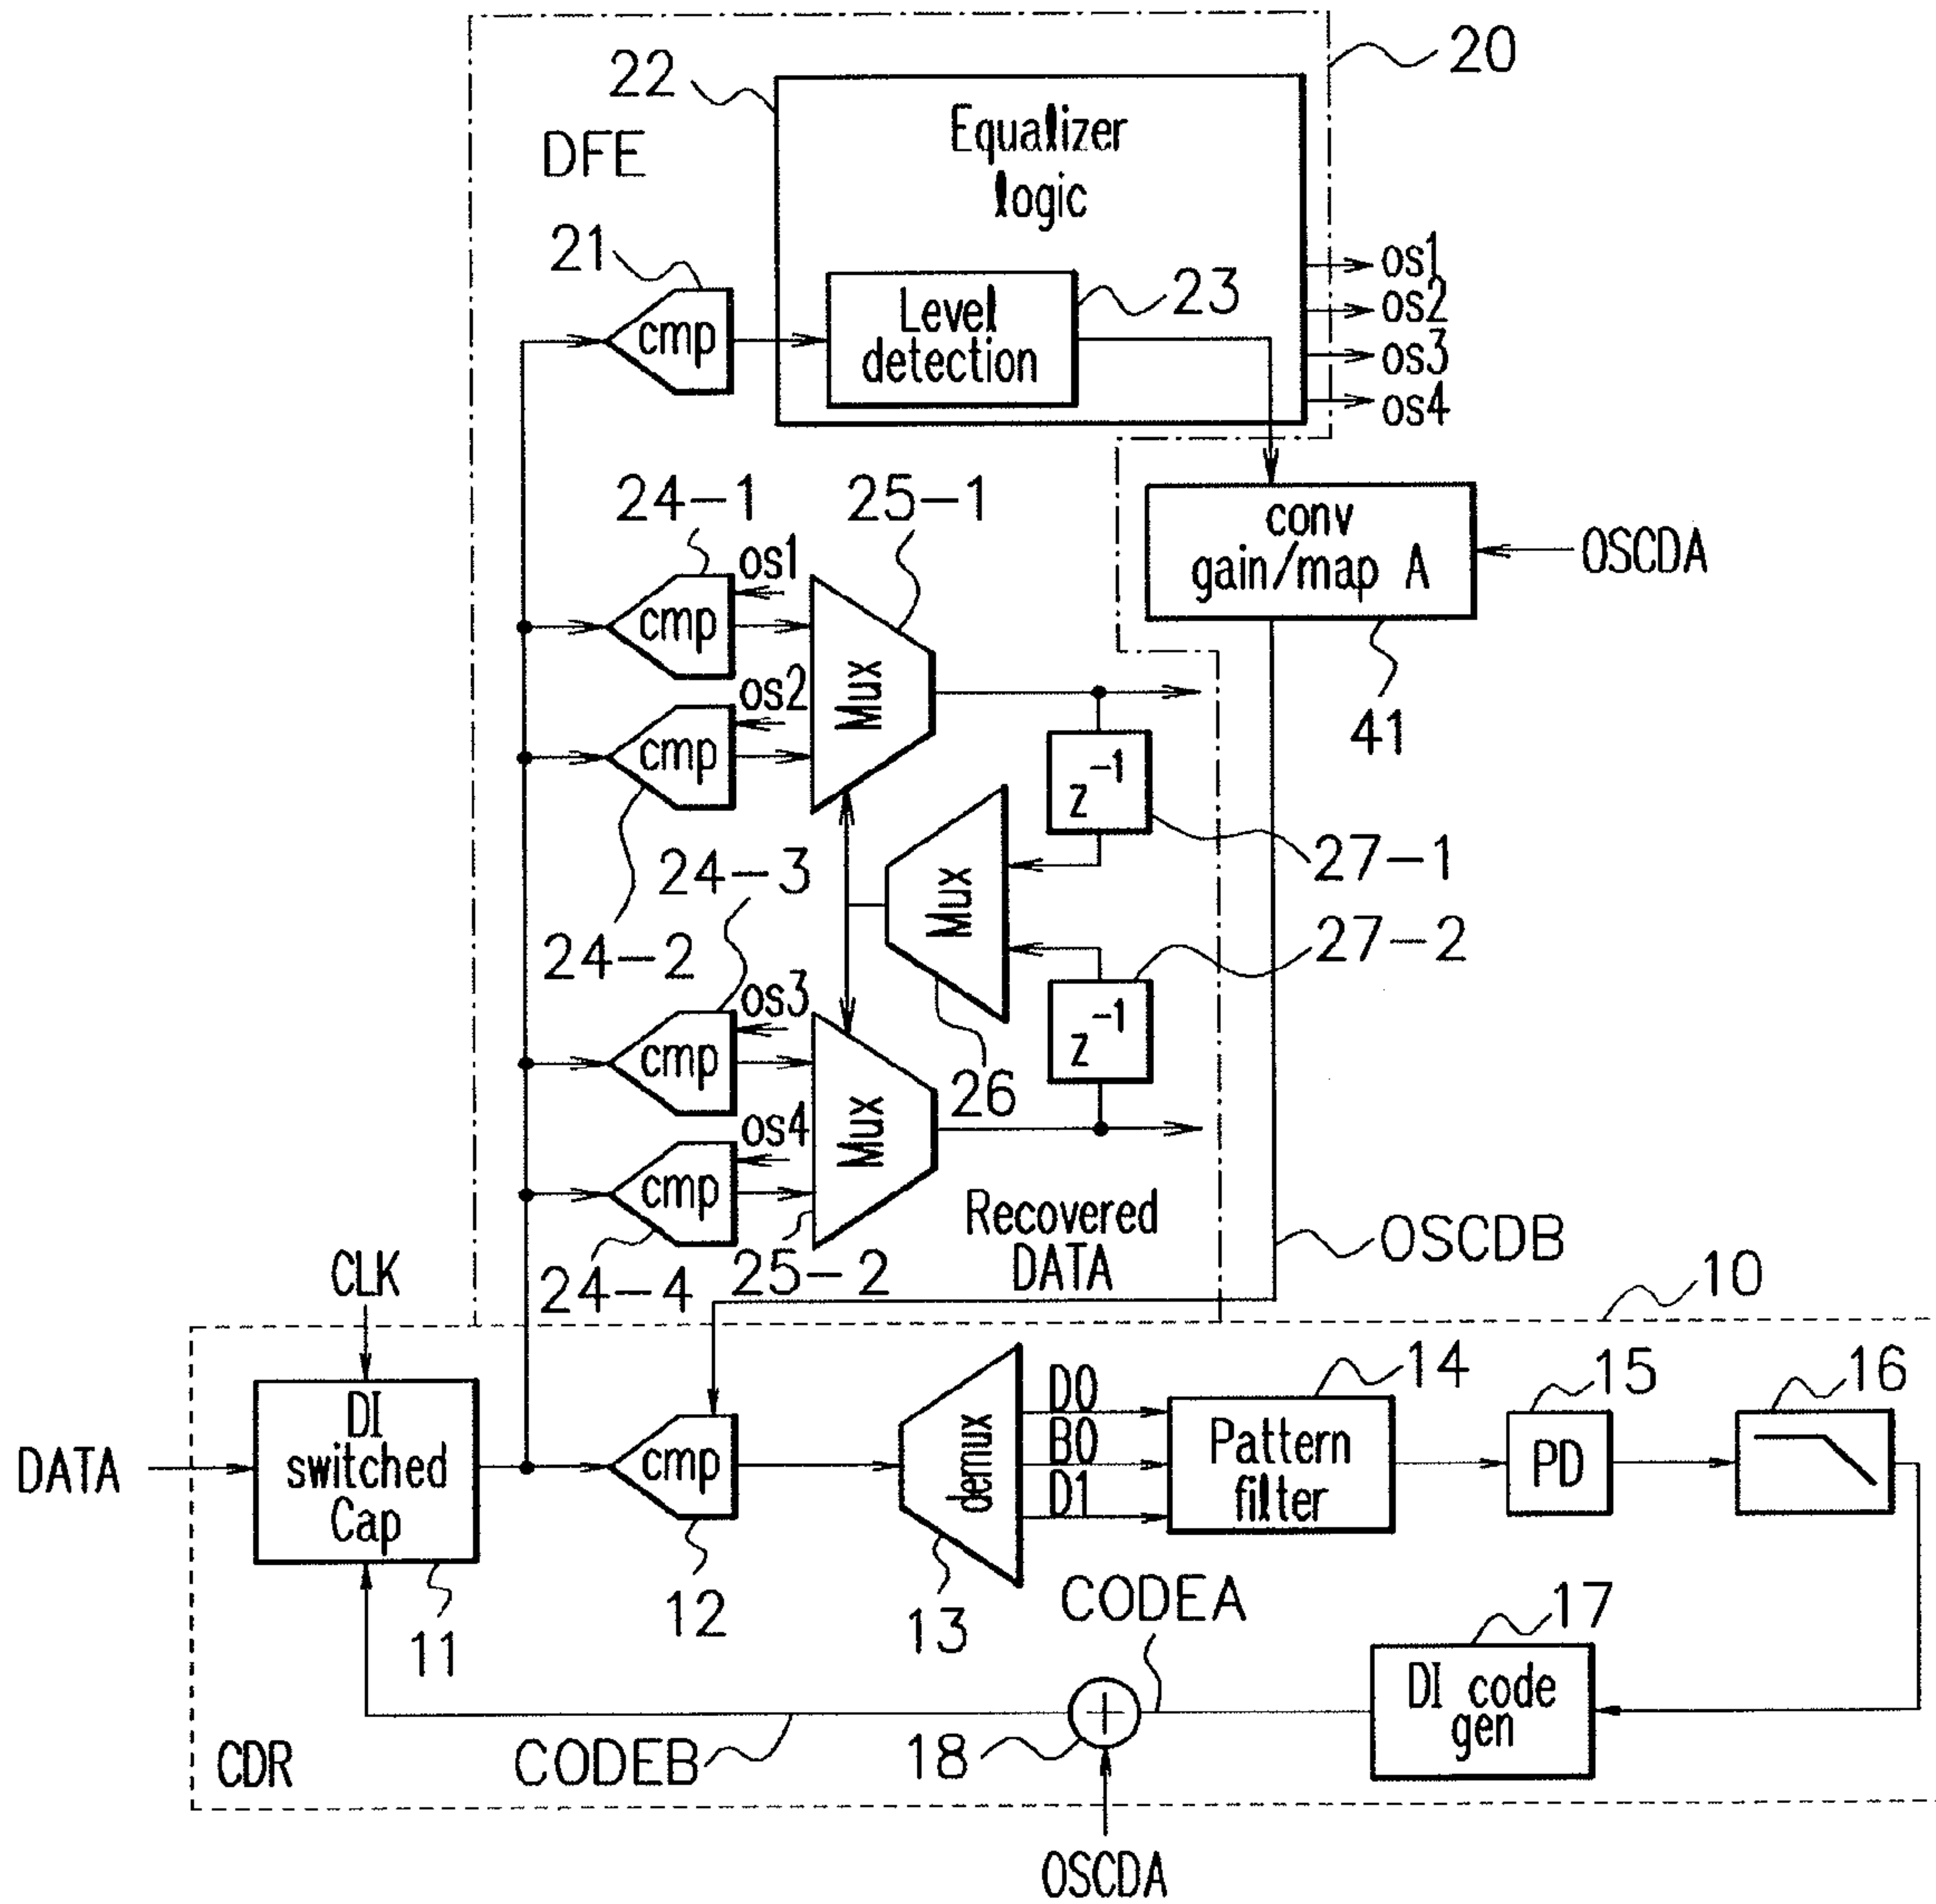 20
22
Equalizer
logic
DFE
21
cmp
Level
detection
23
os1
os2
os3
os4
24-1
25-1
conv
gain/map A
OSCDA
41
os1
cmp
Mux
os2
cmp
z-1
27-1
24-3
24-2
Mux
27-2
os3
cmp
26
z-1
os4
cmp
Mux
Recovered
DATA
OSCDB
24-4
25-2
CLK
10
DATA
DI
switched
Cap
11
cmp
12
demux
13
D0
B0
D1
14
Pattern
filter
15
PD
16
CODEA
17
DI code
gen
18
CODEB
CDR
OSCDA